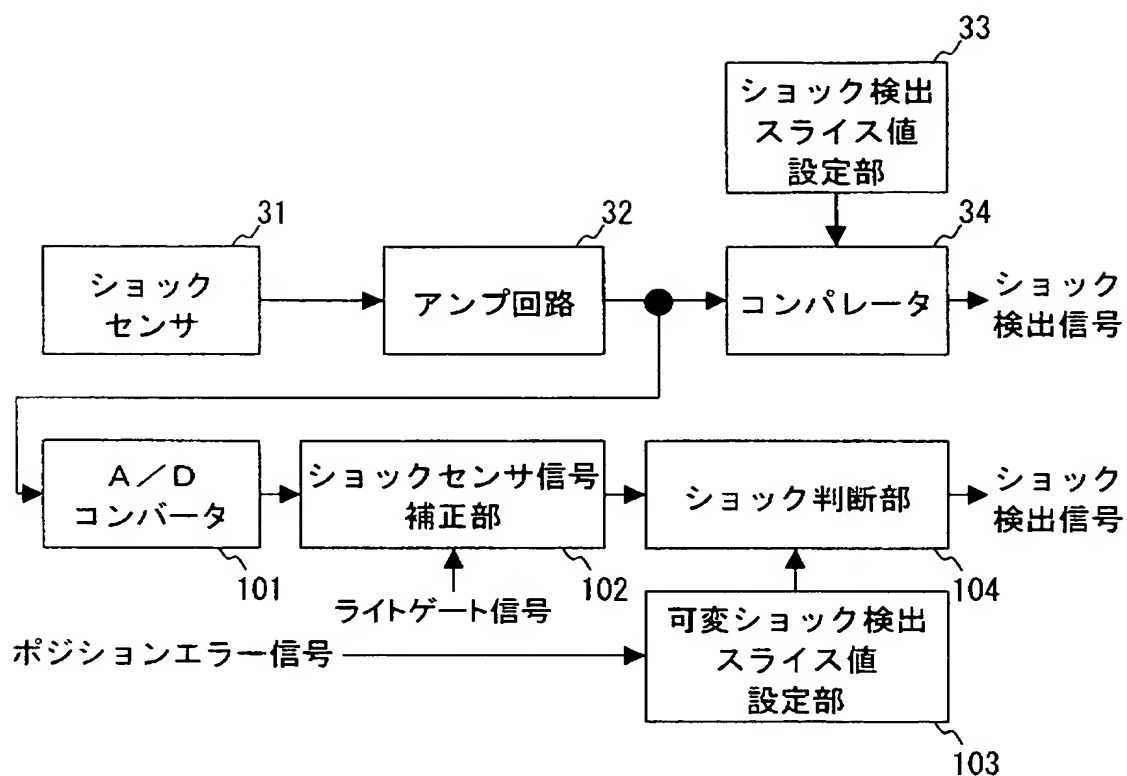 33
ショック検出
スライス値
設定部
31
32
34
ショック
センサ
アンプ回路
コンパレータ
ショック
検出信号
A/D
コンバータ
ショックセンサ信号
補正部
ショック判断部
ショック
検出信号
101
102
104
ライトゲート信号
ポジションエラー信号
可変ショック検出
スライス値
設定部
103